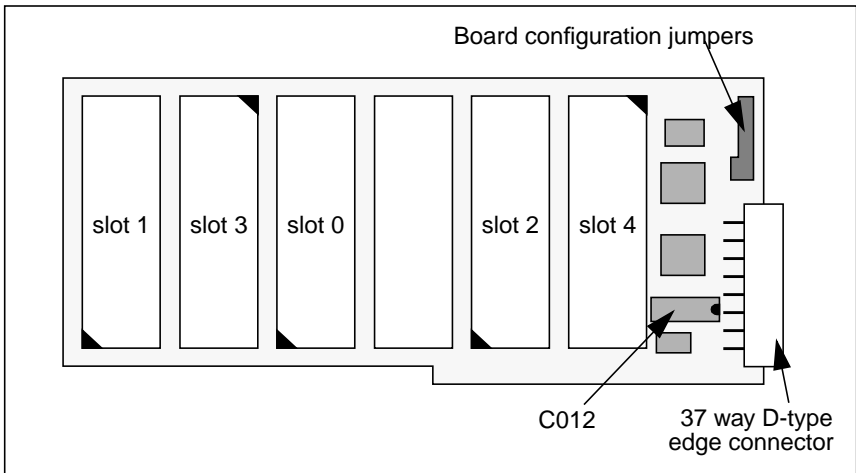 Board configuration jumpers
slot 1
slot 3
slot 0
slot 2
slot 4
C012
37 way D-type
edge connector